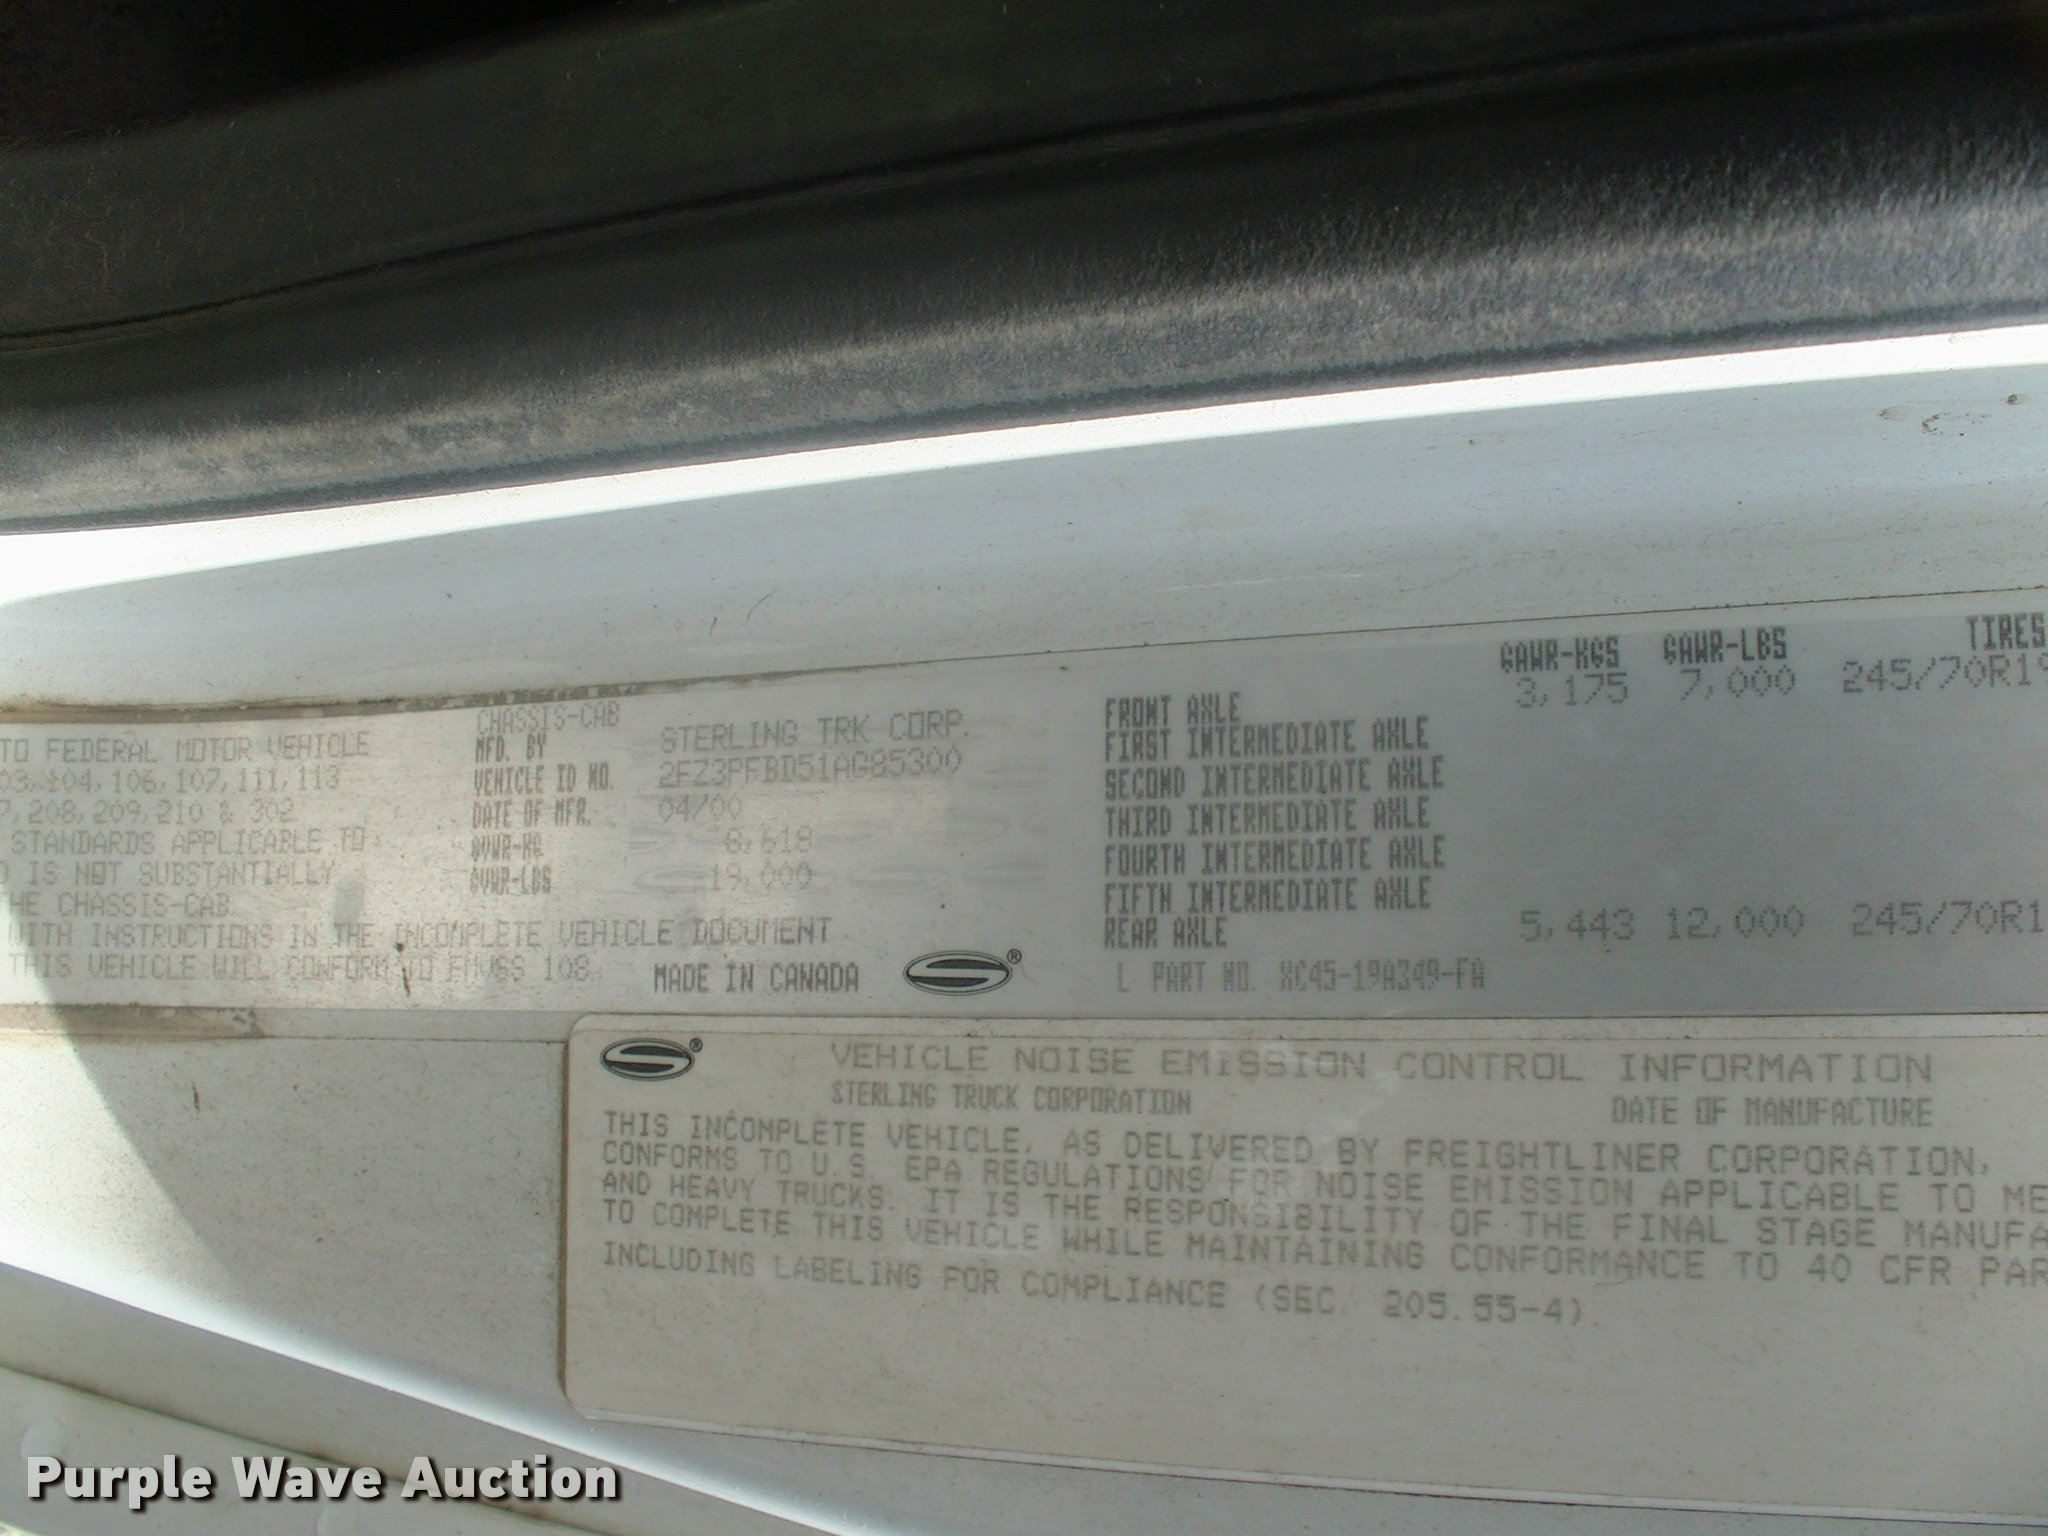 GAWR-KGS GAWR-LBS TIRES
CHASSIS-CAB
TO FEDERAL MOTOR VEHICLE MFD. BY STERLING TRK CORP. FRONT AXLE 3,175 7,000 245/70R19
03,104,106,107,111,113 VEHICLE ID NO. 2FZ3PFBD51AG85300 FIRST INTERMEDIATE AXLE
7,208,209,210 & 302 DATE OF MFR. 04/00 SECOND INTERMEDIATE AXLE
STANDARDS APPLICABLE TO GVWR-KG 8,618 THIRD INTERMEDIATE AXLE
D IS NOT SUBSTANTIALLY GVWR-LBS 19,000 FOURTH INTERMEDIATE AXLE
HE CHASSIS-CAB. FIFTH INTERMEDIATE AXLE
WITH INSTRUCTIONS IN THE INCOMPLETE VEHICLE DOCUMENT REAR AXLE 5,443 12,000 245/70R1
THIS VEHICLE WILL CONFORM TO FMVSS 108 MADE IN CANADA S® L PART NO. XC45-19A349-FA
S® VEHICLE NOISE EMISSION CONTROL INFORMATION
STERLING TRUCK CORPORATION DATE OF MANUFACTURE
THIS INCOMPLETE VEHICLE, AS DELIVERED BY FREIGHTLINER CORPORATION,
CONFORMS TO U.S. EPA REGULATIONS FOR NOISE EMISSION APPLICABLE TO ME
AND HEAVY TRUCKS. IT IS THE RESPONSIBILITY OF THE FINAL STAGE MANUFA
TO COMPLETE THIS VEHICLE WHILE MAINTAINING CONFORMANCE TO 40 CFR PAR
INCLUDING LABELING FOR COMPLIANCE (SEC 205.55-4)
Purple Wave Auction